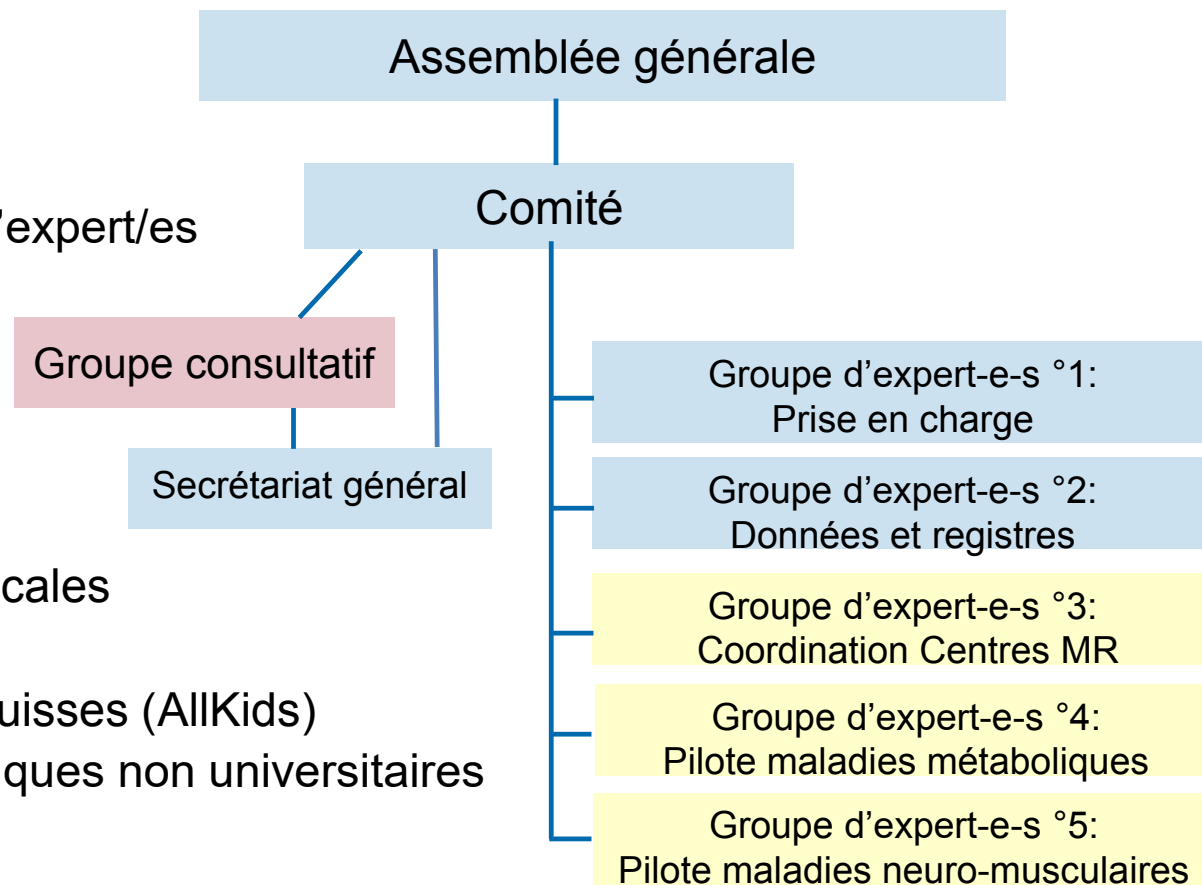 Assemblée générale
Comité
'expert/es
Groupe consultatif
Secrétariat général
Groupe d'expert-e-s °1:
Prise en charge
Groupe d'expert-e-s °2:
Données et registres
cales
Groupe d'expert-e-s °3:
Coordination Centres MR
uisses (AllKids)
Groupe d'expert-e-s °4:
Pilote maladies métaboliques
iques non universitaires
Groupe d'expert-e-s °5:
Pilote maladies neuro-musculaires